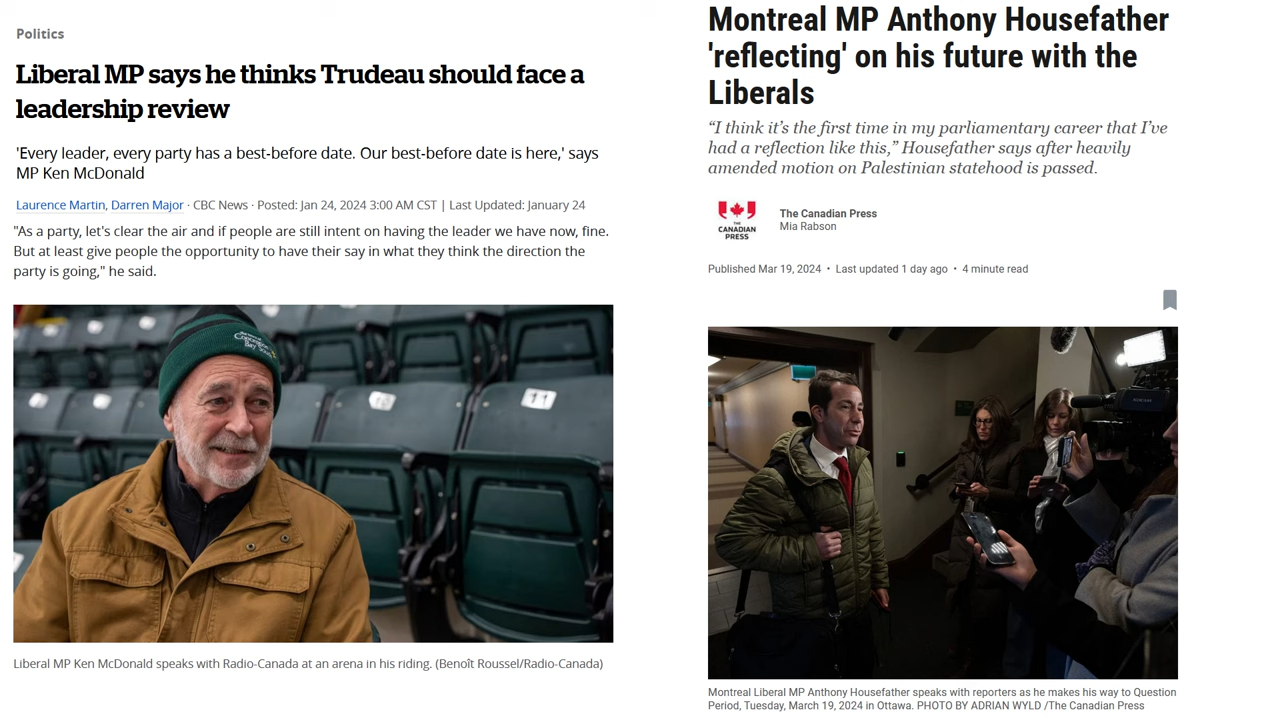 Politics
Liberal MP says he thinks Trudeau should face a
leadership review
'Every leader, every party has a best-before date. Our best-before date is here,' says
MP Ken McDonald
Laurence Martin, Darren Major · CBC News · Posted: Jan 24, 2024 3:00 AM CST | Last Updated: January 24
"As a party, let's clear the air and if people are still intent on having the leader we have now, fine.
But at least give people the opportunity to have their say in what they think the direction the
party is going," he said.
11
Liberal MP Ken McDonald speaks with Radio-Canada at an arena in his riding. (Benoît Roussel/Radio-Canada)
Montreal MP Anthony Housefather
'reflecting' on his future with the
Liberals
“I think it’s the first time in my parliamentary career that I’ve
had a reflection like this,” Housefather says after heavily
amended motion on Palestinian statehood is passed.
THE
CANADIAN
PRESS
The Canadian Press
Mia Rabson
Published Mar 19, 2024 • Last updated 1 day ago • 4 minute read
Montreal Liberal MP Anthony Housefather speaks with reporters as he makes his way to Question
Period, Tuesday, March 19, 2024 in Ottawa. PHOTO BY ADRIAN WYLD /The Canadian Press